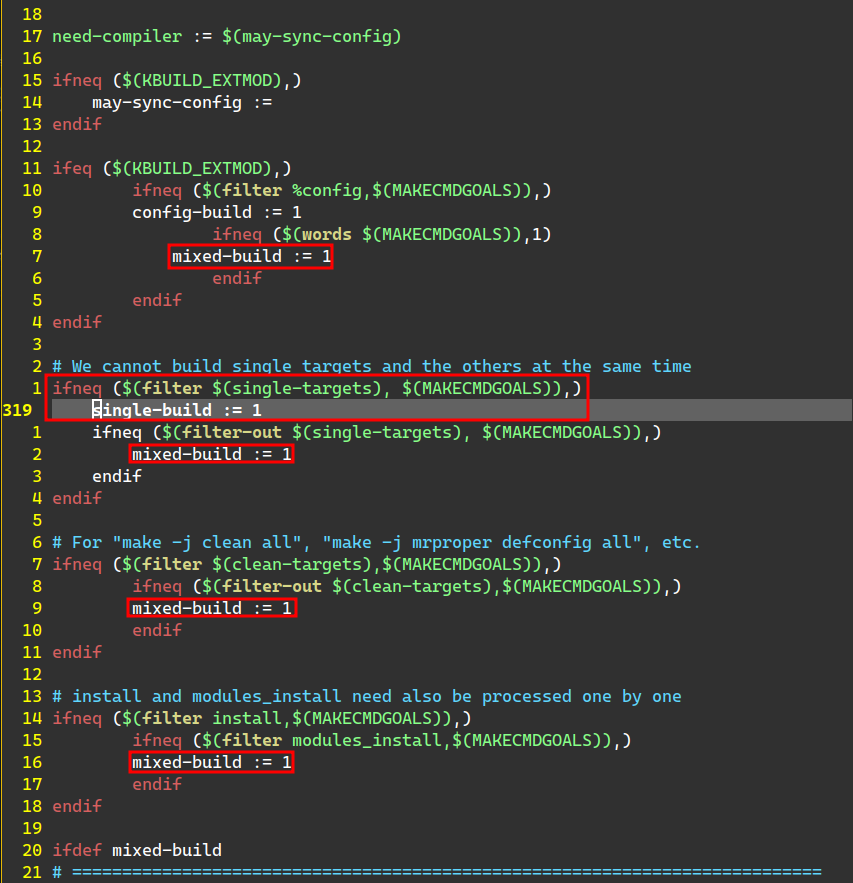 18
17 need-compiler := $(may-sync-config)
16
15 ifneq ($(KBUILD_EXTMOD),)
14     may-sync-config :=
13 endif
12
11 ifeq ($(KBUILD_EXTMOD),)
10         ifneq ($(filter %config,$(MAKECMDGOALS)),)
9         config-build := 1
8                 ifneq ($(words $(MAKECMDGOALS)),1)
7             mixed-build := 1
6                 endif
5         endif
4 endif
3
2 # We cannot build single targets and the others at the same time
1 ifneq ($(filter $(single-targets), $(MAKECMDGOALS)),)
319     single-build := 1
1     ifneq ($(filter-out $(single-targets), $(MAKECMDGOALS)),)
2         mixed-build := 1
3     endif
4 endif
5
6 # For "make -j clean all", "make -j mrproper defconfig all", etc.
7 ifneq ($(filter $(clean-targets),$(MAKECMDGOALS)),)
8         ifneq ($(filter-out $(clean-targets),$(MAKECMDGOALS)),)
9         mixed-build := 1
10         endif
11 endif
12
13 # install and modules_install need also be processed one by one
14 ifneq ($(filter install,$(MAKECMDGOALS)),)
15         ifneq ($(filter modules_install,$(MAKECMDGOALS)),)
16         mixed-build := 1
17         endif
18 endif
19
20 ifdef mixed-build
21 # ===========================================================================